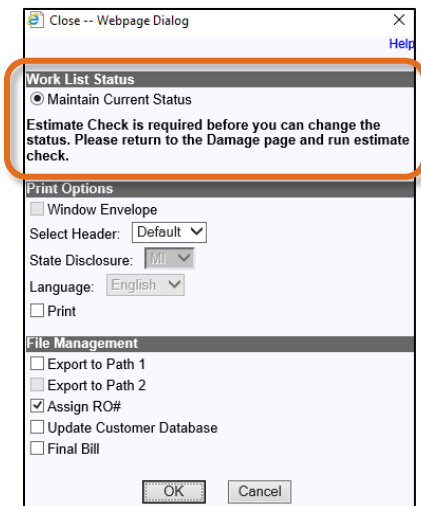 Close -- Webpage Dialog
Help
Work List Status
Maintain Current Status
Estimate Check is required before you can change the
status. Please return to the Damage page and run estimate
check.
Print Options
Window Envelope
Select Header: Default
State Disclosure: MI
Language: English
Print
File Management
Export to Path 1
Export to Path 2
Assign RO#
Update Customer Database
Final Bill
OK Cancel